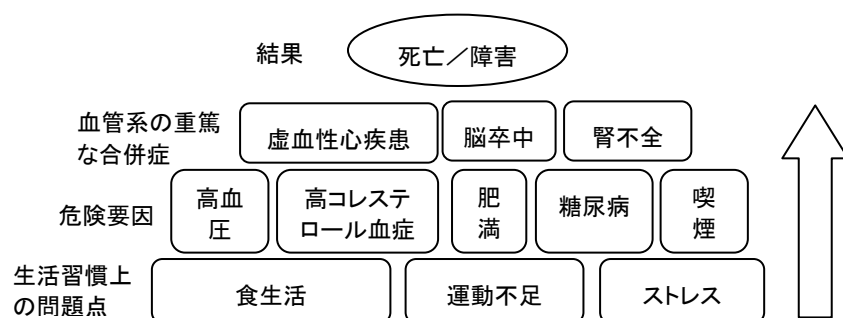 結果
死亡／障害
血管系の重篤
な合併症
虚血性心疾患
脳卒中
腎不全
危険要因
高血
圧
高コレステ
ロール血症
肥
満
糖尿病
喫
煙
生活習慣上
の問題点
食生活
運動不足
ストレス